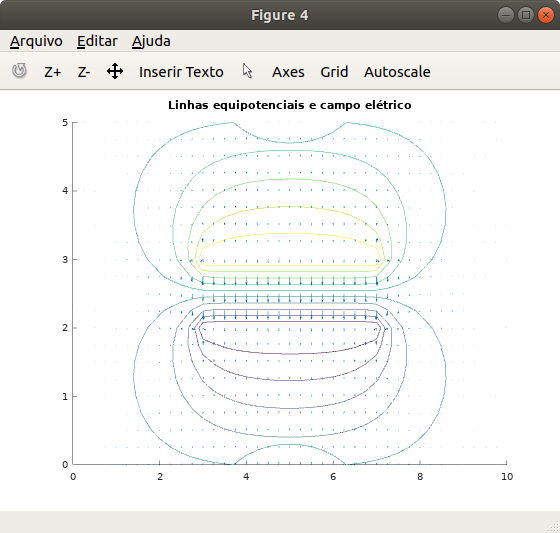 Figure 4
Arquivo Editar Ajuda
Z+ Z- Inserir Texto Axes Grid Autoscale
Linhas equipotenciais e campo elétrico
5
4
3
2
1
0
0 2 4 6 8 10